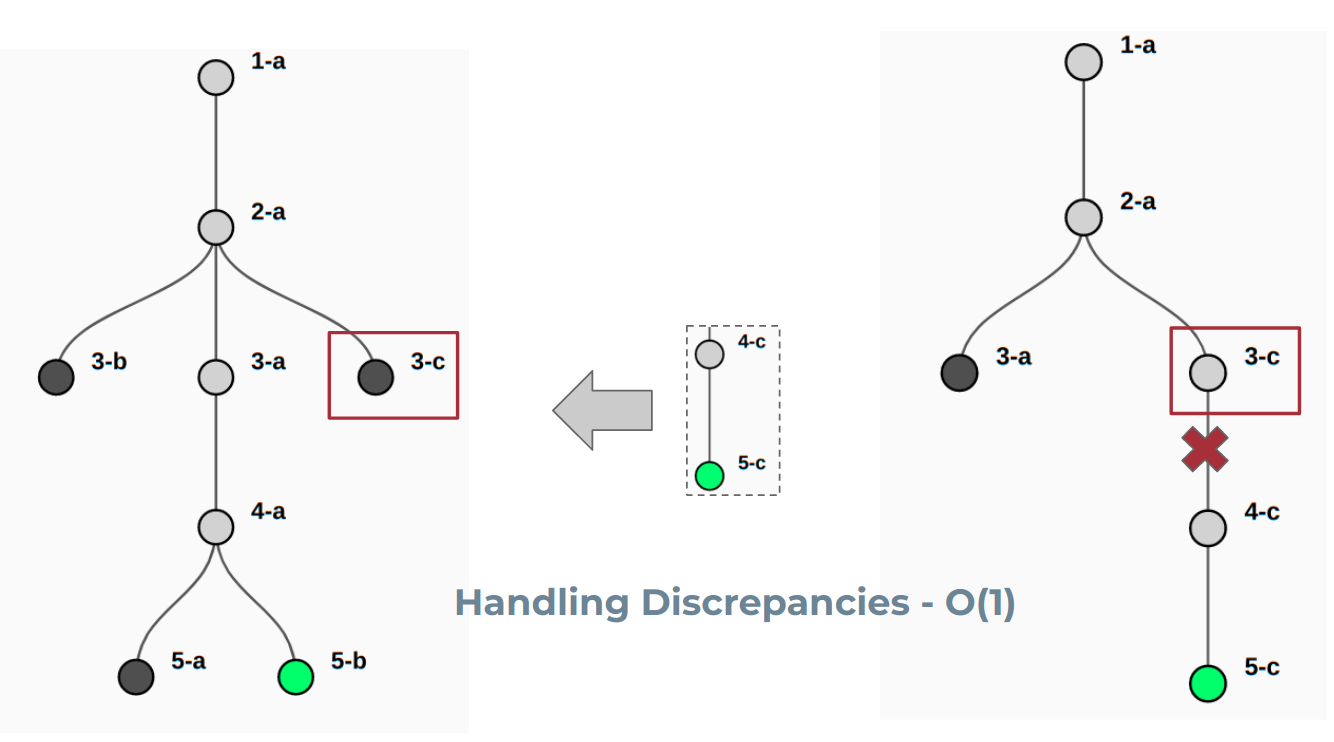 1-a
2-a
3-b
3-a
3-c
4-a
5-a
5-b
4-c
5-c
Handling Discrepancies - O(1)
1-a
2-a
3-a
3-c
4-c
5-c